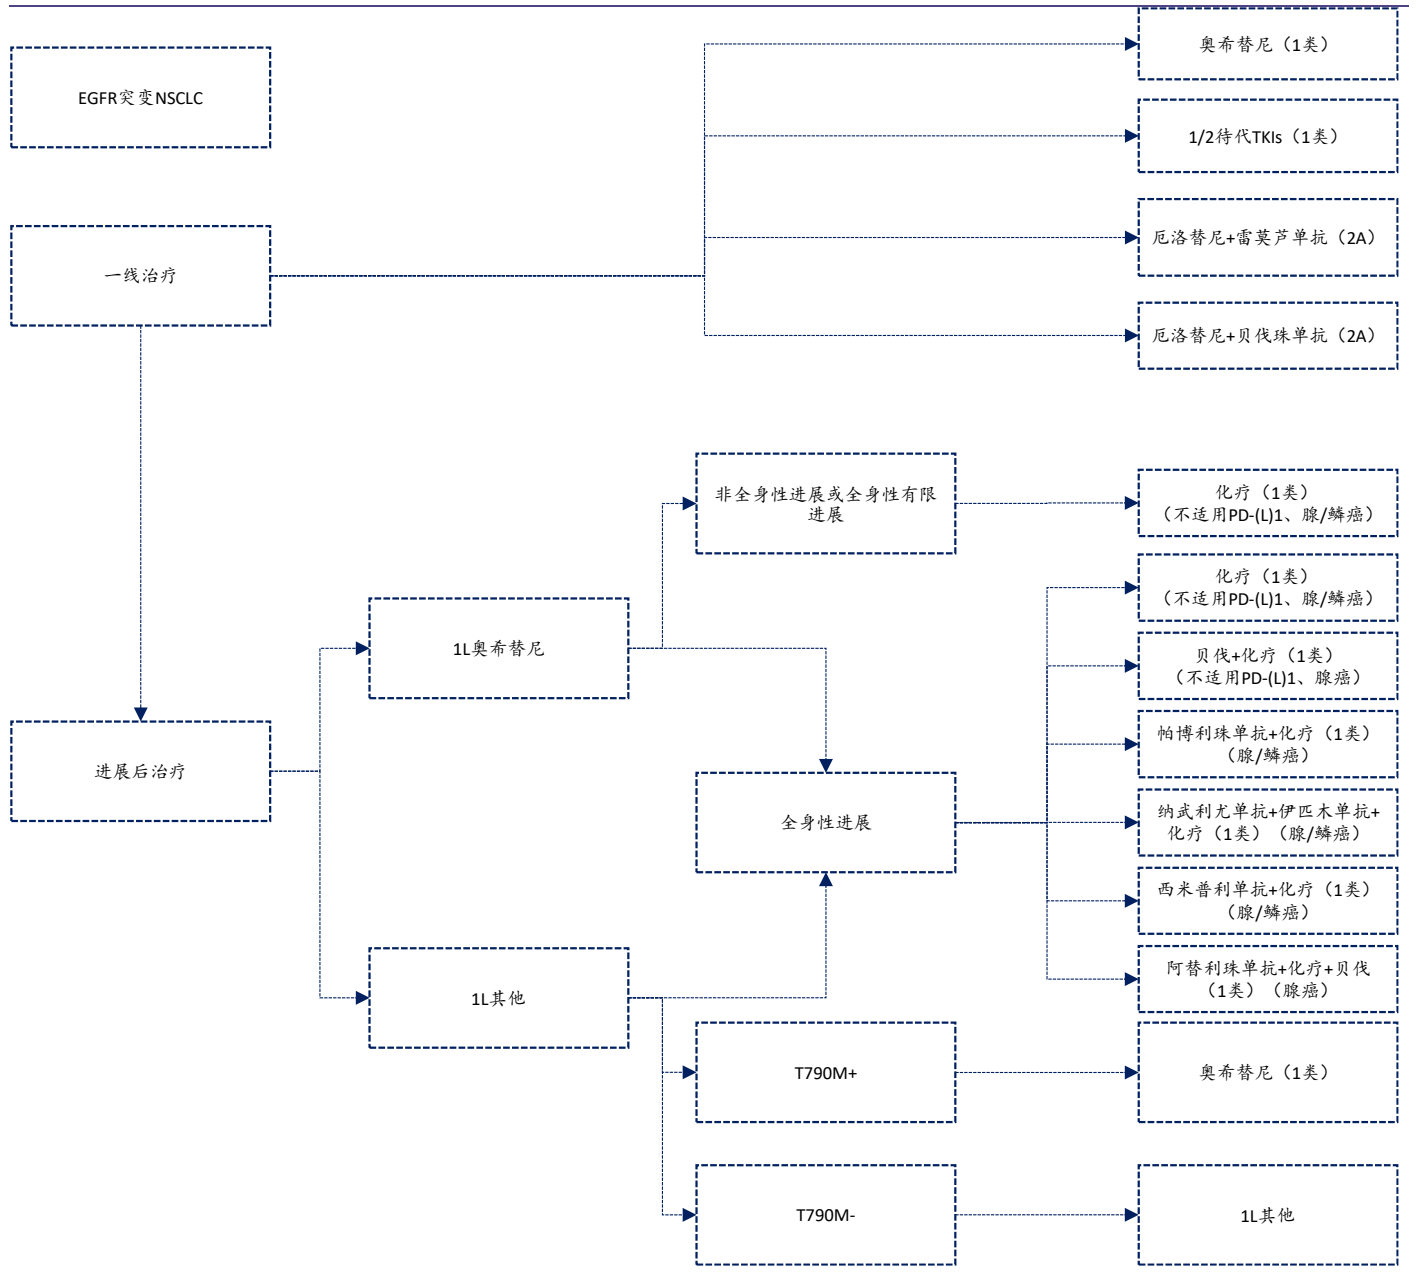 奥希替尼（1类）
EGFR突变NSCLC
1/2待代TKIs（1类）
厄洛替尼+雷莫芦单抗（2A）
一线治疗
厄洛替尼+贝伐珠单抗（2A）
非全身性进展或全身性有限
进展
化疗（1类）
（不适用PD-(L)1、腺/鳞癌）
化疗（1类）
（不适用PD-(L)1、腺/鳞癌）
1L奥希替尼
贝伐+化疗（1类）
（不适用PD-(L)1、腺癌）
帕博利珠单抗+化疗（1类）
（腺/鳞癌）
进展后治疗
全身性进展
纳武利尤单抗+伊匹木单抗+
化疗（1类）（腺/鳞癌）
西米普利单抗+化疗（1类）
（腺/鳞癌）
阿替利珠单抗+化疗+贝伐
（1类）（腺癌）
1L其他
T790M+
奥希替尼（1类）
T790M-
1L其他